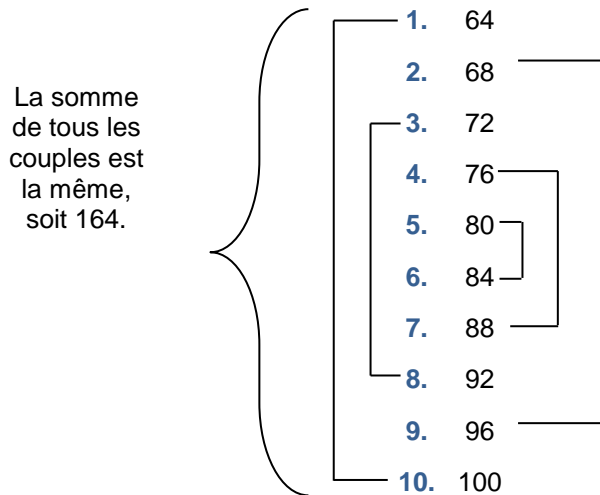 La somme
de tous les
couples est
la même,
soit 164.
1. 64
2. 68
3. 72
4. 76
5. 80
6. 84
7. 88
8. 92
9. 96
10. 100